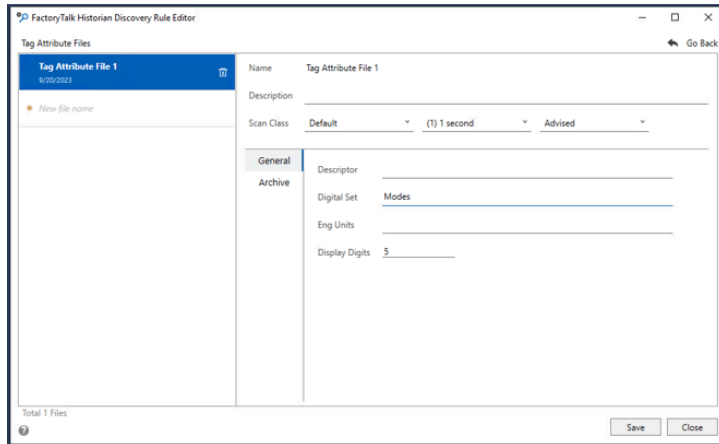 FactoryTalk Historian Discovery Rule Editor
Tag Attribute Files
Go Back
Tag Attribute File 1
9/20/2023
New file name
Name Tag Attribute File 1
Description
Scan Class Default (1) 1 second Advised
General
Archive
Descriptor
Digital Set Modes
Eng Units
Display Digits 5
Total 1 Files
Save Close